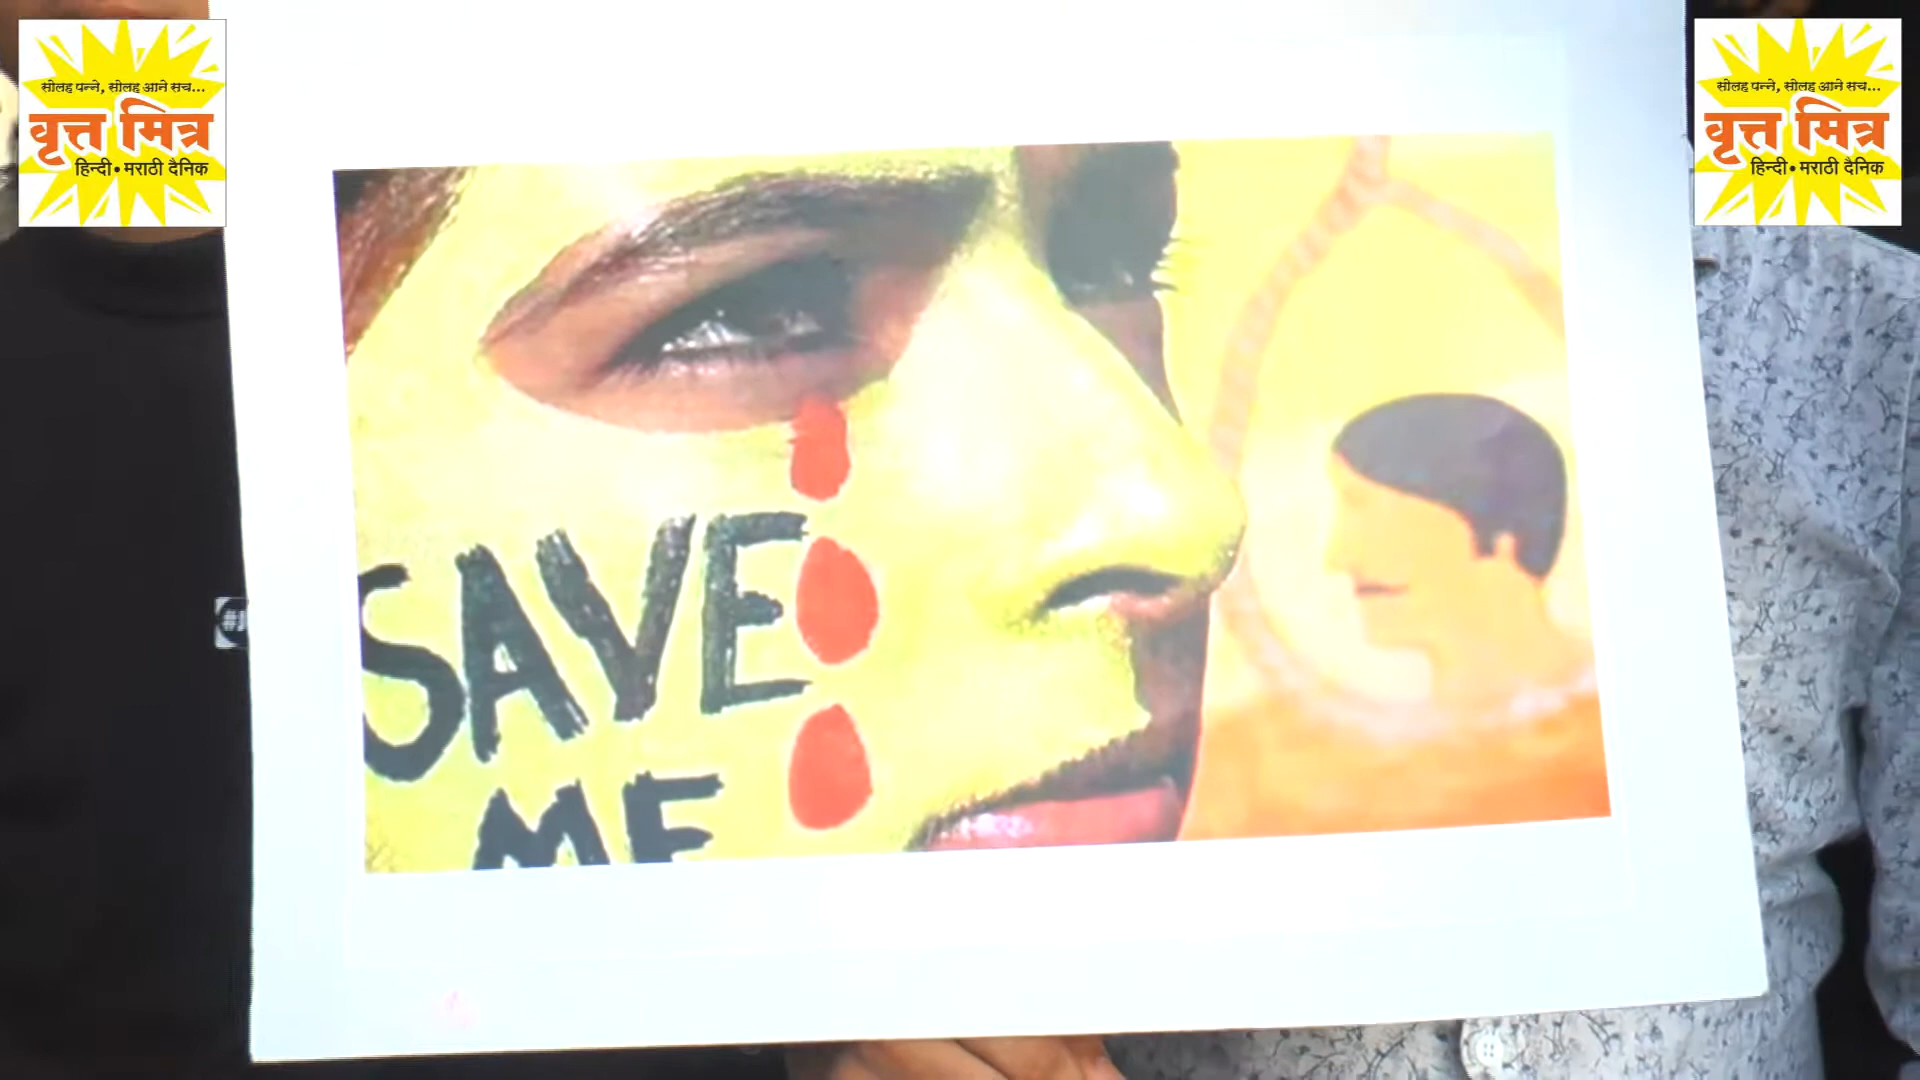 सोलह पन्ने, सोलह आने सच...
वृत्त मित्र
हिन्दी • मराठी दैनिक
सोलह पन्ने, सोलह आने सच...
वृत्त मित्र
हिन्दी • मराठी दैनिक
SAVE
ME